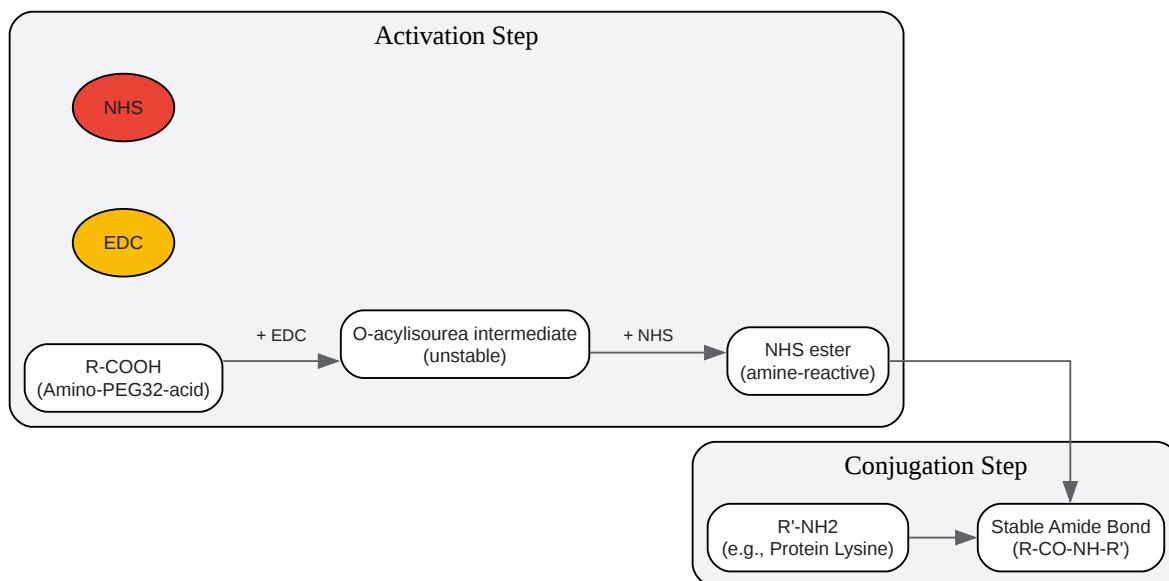 Activation Step
NHS
EDC
R-COOH
(Amino-PEG32-acid)
+ EDC
O-acylisourea intermediate
(unstable)
+ NHS
NHS ester
(amine-reactive)
Conjugation Step
R'-NH2
(e.g., Protein Lysine)
Stable Amide Bond
(R-CO-NH-R')